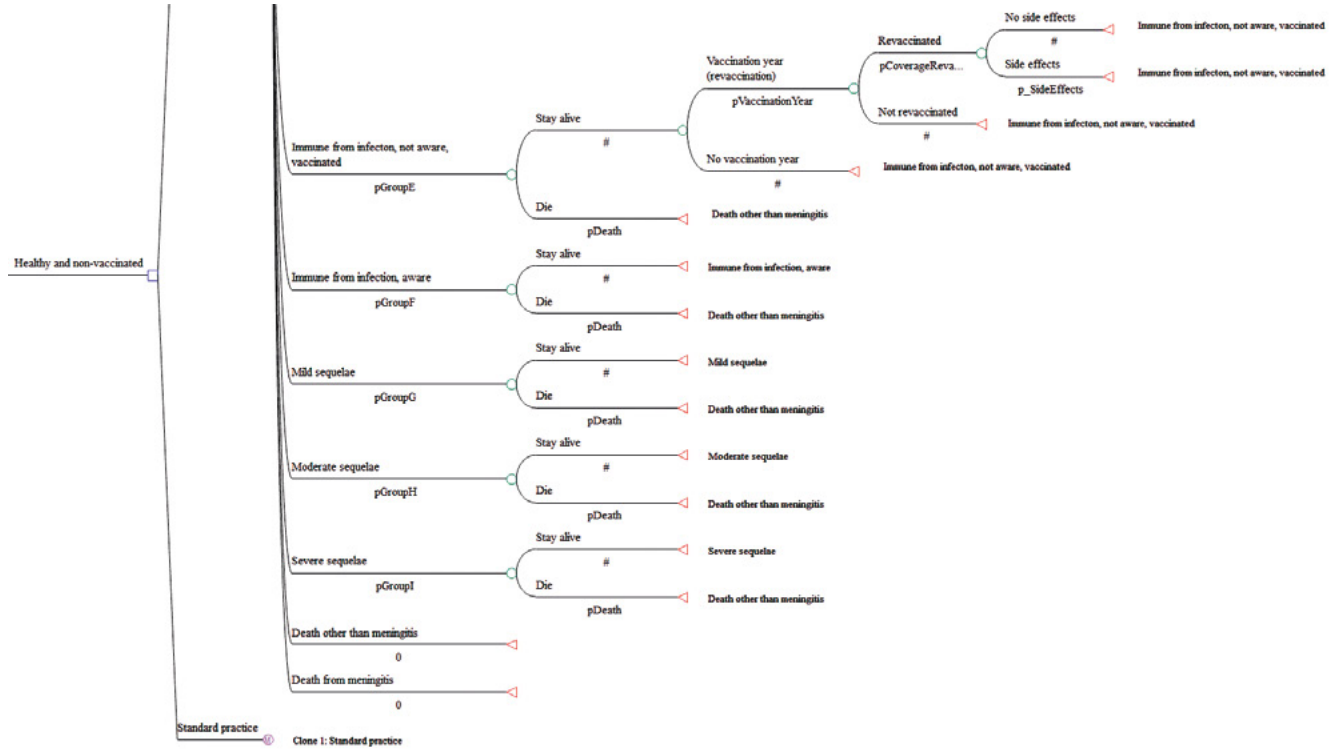 No side effects
Immune from infecton, not aware, vaccinated
#
Revaccinated
pCoverageReva...
Side effects
Immune from infecton, not aware, vaccinated
p_SideEffects
Vaccination year
(revaccination)
pVaccinationYear
Not revaccinated
Immune from infecton, not aware, vaccinated
#
Stay alive
#
No vaccination year
Immune from infecton, not aware, vaccinated
#
Immune from infecton, not aware,
vaccinated
pGroupE
Die
Death other than meningitis
pDeath
Healthy and non-vaccinated
Stay alive
Immune from infection, aware
#
Immune from infection, aware
pGroupF
Die
Death other than meningitis
pDeath
Stay alive
Mild sequelae
#
Mild sequelae
pGroupG
Die
Death other than meningitis
pDeath
Stay alive
Moderate sequelae
#
Moderate sequelae
pGroupH
Die
Death other than meningitis
pDeath
Stay alive
Severe sequelae
#
Severe sequelae
pGroupI
Die
Death other than meningitis
pDeath
Death other than meningitis
0
Death from meningitis
0
Standard practice
Clone 1: Standard practice